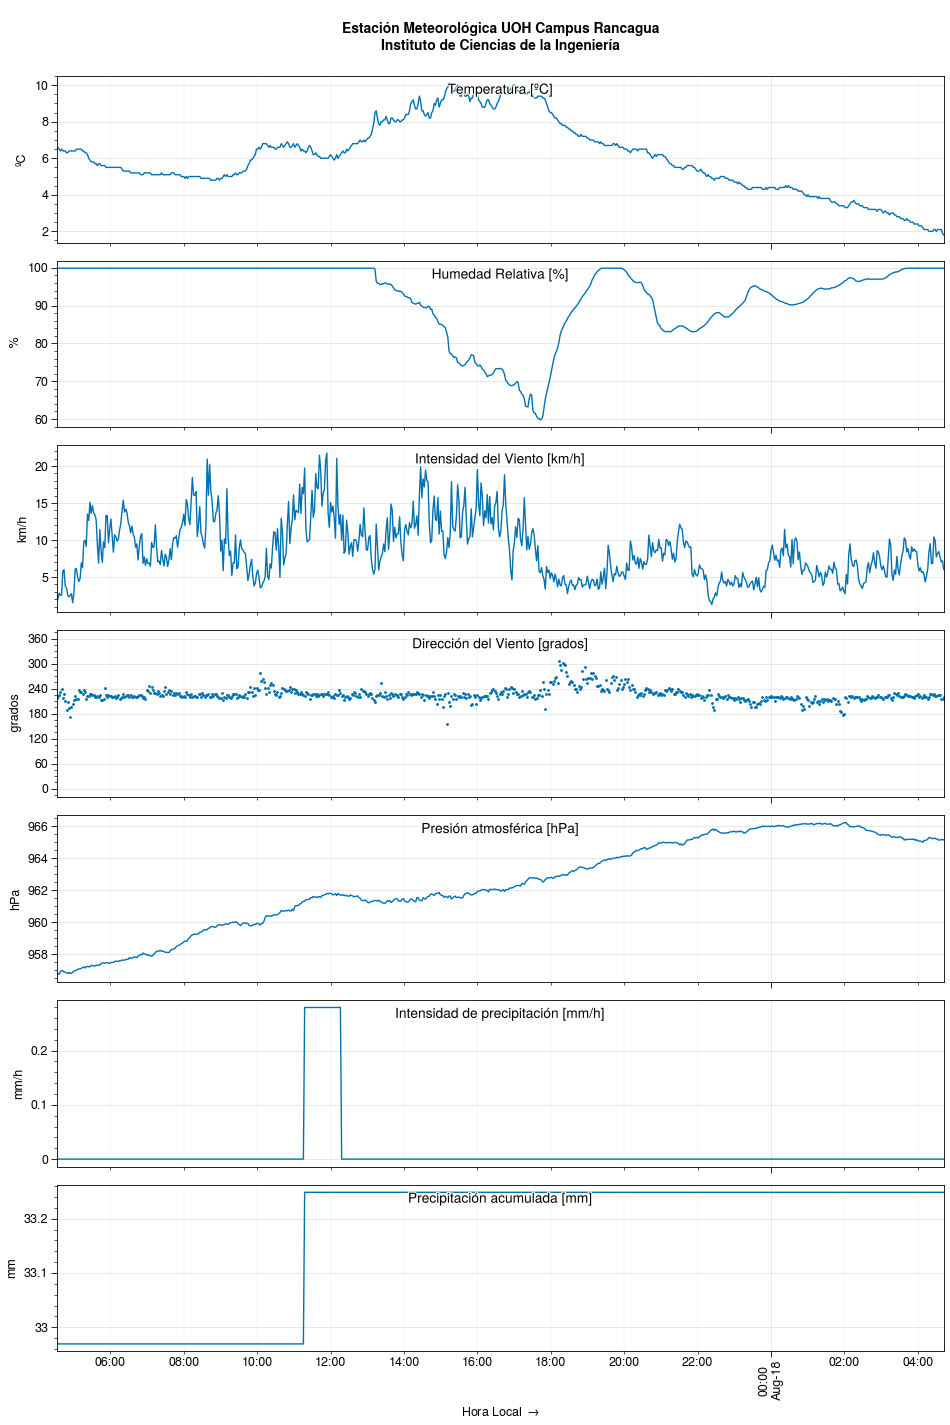 Estación Meteorológica UOH Campus Rancagua
Instituto de Ciencias de la Ingeniería
Temperatura [ºC]
10
8
6
4
2
ºC
Humedad Relativa [%]
100
90
80
70
60
%
Intensidad del Viento [km/h]
20
15
10
5
km/h
Dirección del Viento [grados]
360
300
240
180
120
60
0
grados
Presión atmosférica [hPa]
966
964
962
960
958
hPa
Intensidad de precipitación [mm/h]
0.2
0.1
0
mm/h
Precipitación acumulada [mm]
33.2
33.1
33
mm
06:00 08:00 10:00 12:00 14:00 16:00 18:00 20:00 22:00 00:00 02:00 04:00
Aug-18
Hora Local →